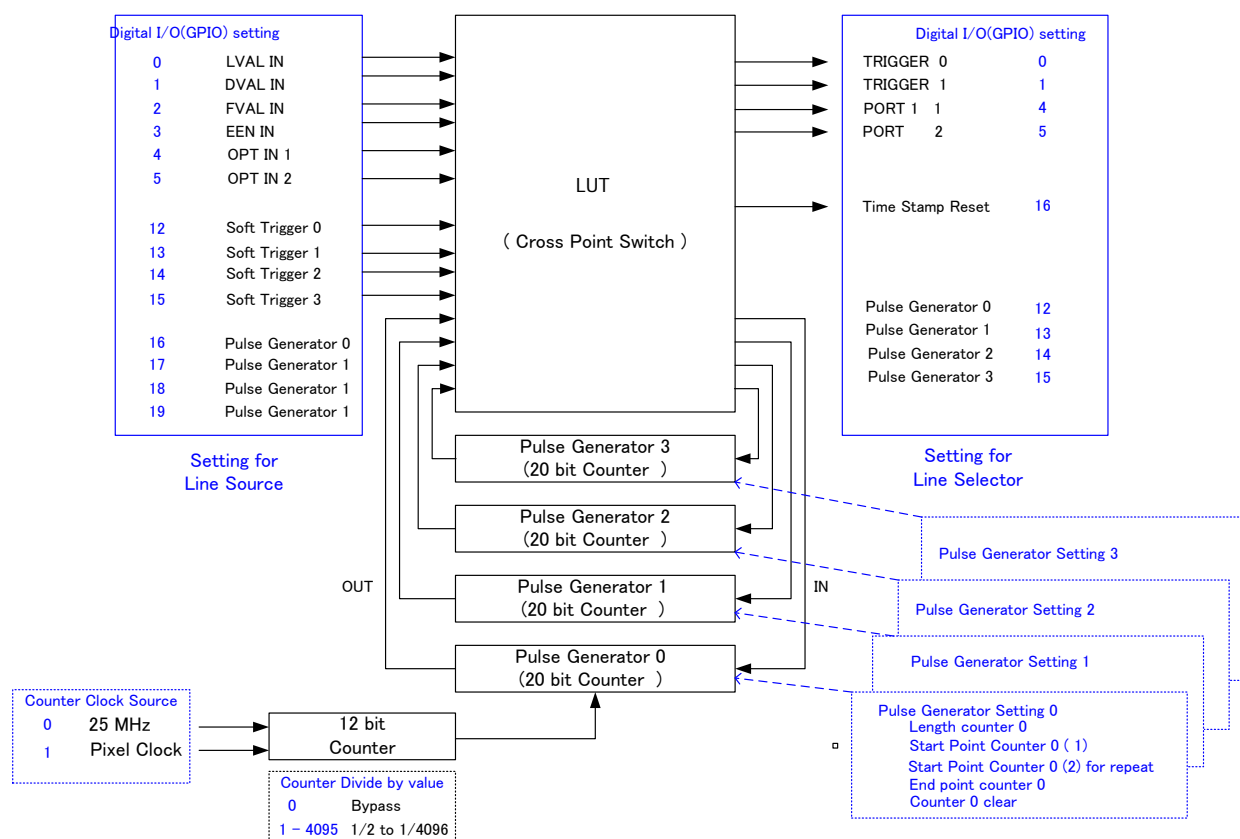 Digital I/O(GPIO) setting
0 LVAL IN
1 DVAL IN
2 FVAL IN
3 EEN IN
4 OPT IN 1
5 OPT IN 2
12 Soft Trigger 0
13 Soft Trigger 1
14 Soft Trigger 2
15 Soft Trigger 3
16 Pulse Generator 0
17 Pulse Generator 1
18 Pulse Generator 1
19 Pulse Generator 1
Setting for
Line Source
LUT
( Cross Point Switch )
Digital I/O(GPIO) setting
TRIGGER 0 0
TRIGGER 1 1
PORT 1 1 4
PORT 2 5
Time Stamp Reset 16
Pulse Generator 0 12
Pulse Generator 1 13
Pulse Generator 2 14
Pulse Generator 3 15
Setting for
Line Selector
Pulse Generator 3
(20 bit Counter )
Pulse Generator 2
(20 bit Counter )
Pulse Generator 1
(20 bit Counter )
Pulse Generator 0
(20 bit Counter )
OUT
IN
Pulse Generator Setting 3
Pulse Generator Setting 2
Pulse Generator Setting 1
Pulse Generator Setting 0
Length counter 0
Start Point Counter 0 ( 1)
Start Point Counter 0 (2) for repeat
End point counter 0
Counter 0 clear
Counter Clock Source
0 25 MHz
1 Pixel Clock
12 bit
Counter
Counter Divide by value
0 Bypass
1 - 4095 1/2 to 1/4096